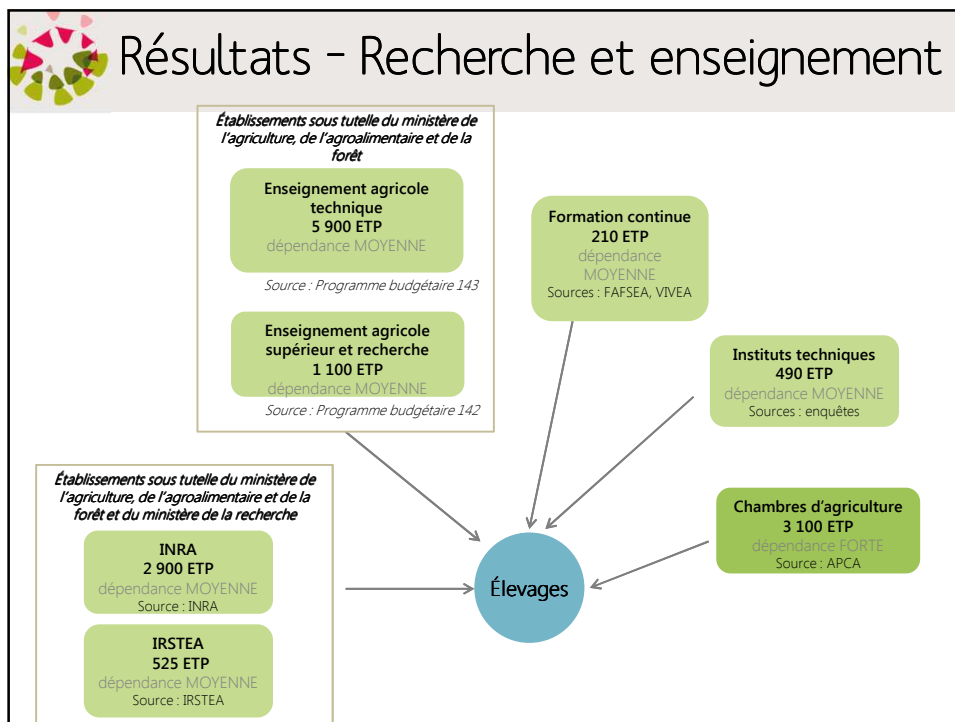 Résultats - Recherche et enseignement
Établissements sous tutelle du ministère de
l'agriculture, de l'agroalimentaire et de la
forêt
Enseignement agricole
technique
5 900 ETP
dépendance MOYENNE
Source : Programme budgétaire 143
Enseignement agricole
supérieur et recherche
1 100 ETP
dépendance MOYENNE
Source : Programme budgétaire 142
Formation continue
210 ETP
dépendance
MOYENNE
Sources : FAFSEA, VIVEA
Instituts techniques
490 ETP
dépendance MOYENNE
Sources : enquêtes
Établissements sous tutelle du ministère de
l'agriculture, de l'agroalimentaire et de la
forêt et du ministère de la recherche
INRA
2 900 ETP
dépendance MOYENNE
Source : INRA
IRSTEA
525 ETP
dépendance MOYENNE
Source : IRSTEA
Élevages
Chambres d'agriculture
3 100 ETP
dépendance FORTE
Source : APCA